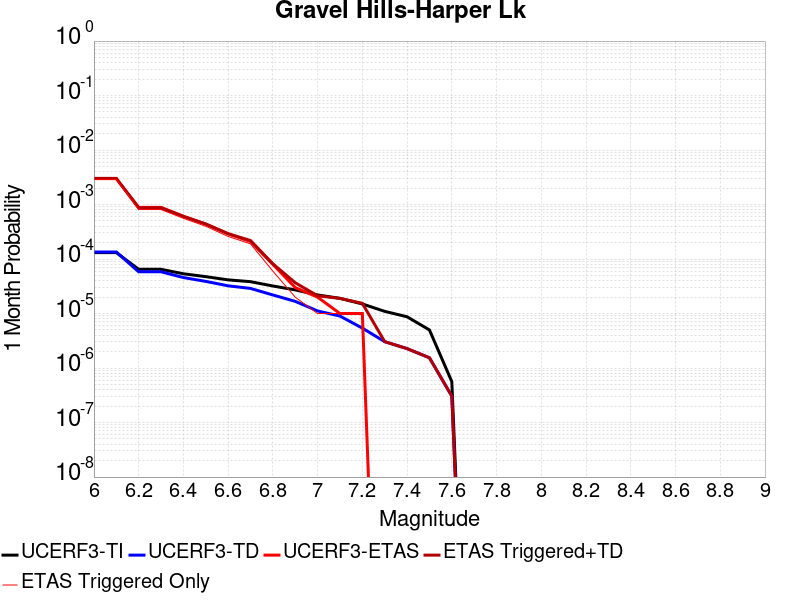 Gravel Hills-Harper Lk
10^0
10^-1
10^-2
10^-3
10^-4
10^-5
10^-6
10^-7
10^-8
1 Month Probability
6 6.2 6.4 6.6 6.8 7 7.2 7.4 7.6 7.8 8 8.2 8.4 8.6 8.8 9
Magnitude
UCERF3-TI UCERF3-TD UCERF3-ETAS ETAS Triggered+TD
ETAS Triggered Only